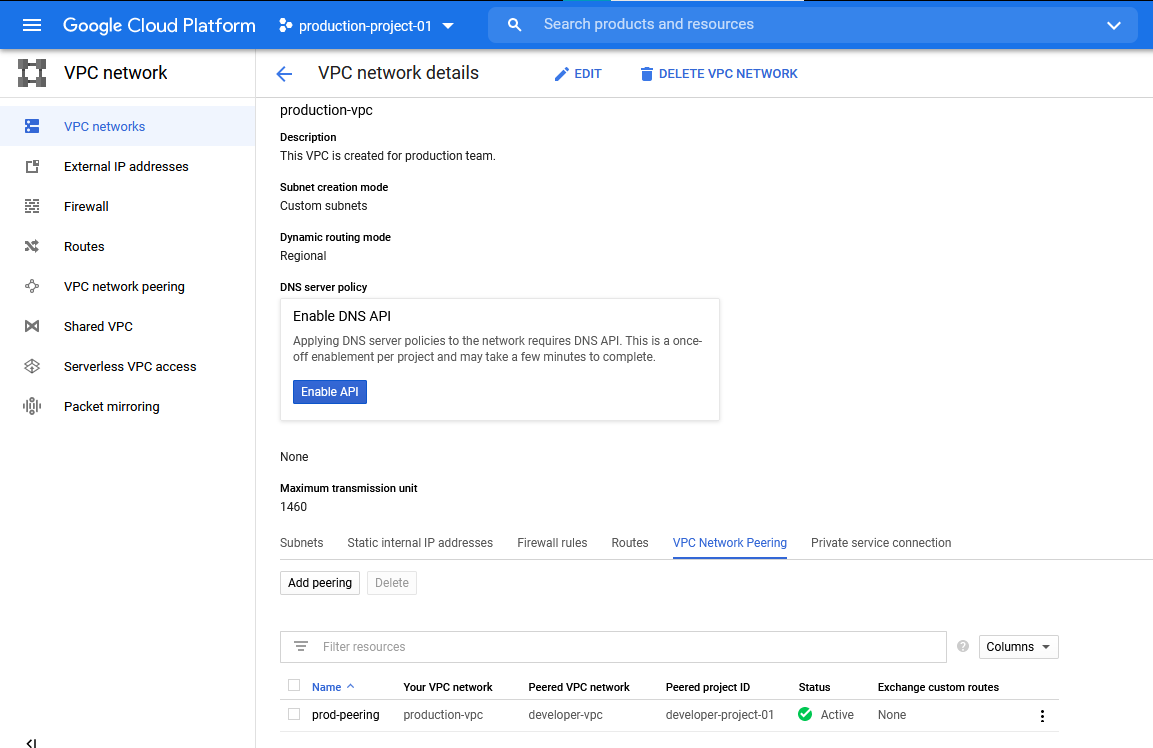 Google Cloud Platform production-project-01 Search products and resources
VPC network
VPC network details EDIT DELETE VPC NETWORK
VPC networks
External IP addresses
Firewall
Routes
VPC network peering
Shared VPC
Serverless VPC access
Packet mirroring
production-vpc
Description
This VPC is created for production team.
Subnet creation mode
Custom subnets
Dynamic routing mode
Regional
DNS server policy
Enable DNS API
Applying DNS server policies to the network requires DNS API. This is a once-
off enablement per project and may take a few minutes to complete.
Enable API
None
Maximum transmission unit
1460
Subnets Static internal IP addresses Firewall rules Routes VPC Network Peering Private service connection
Add peering Delete
Filter resources ? Columns
Name Your VPC network Peered VPC network Peered project ID Status Exchange custom routes
prod-peering production-vpc developer-vpc developer-project-01 Active None